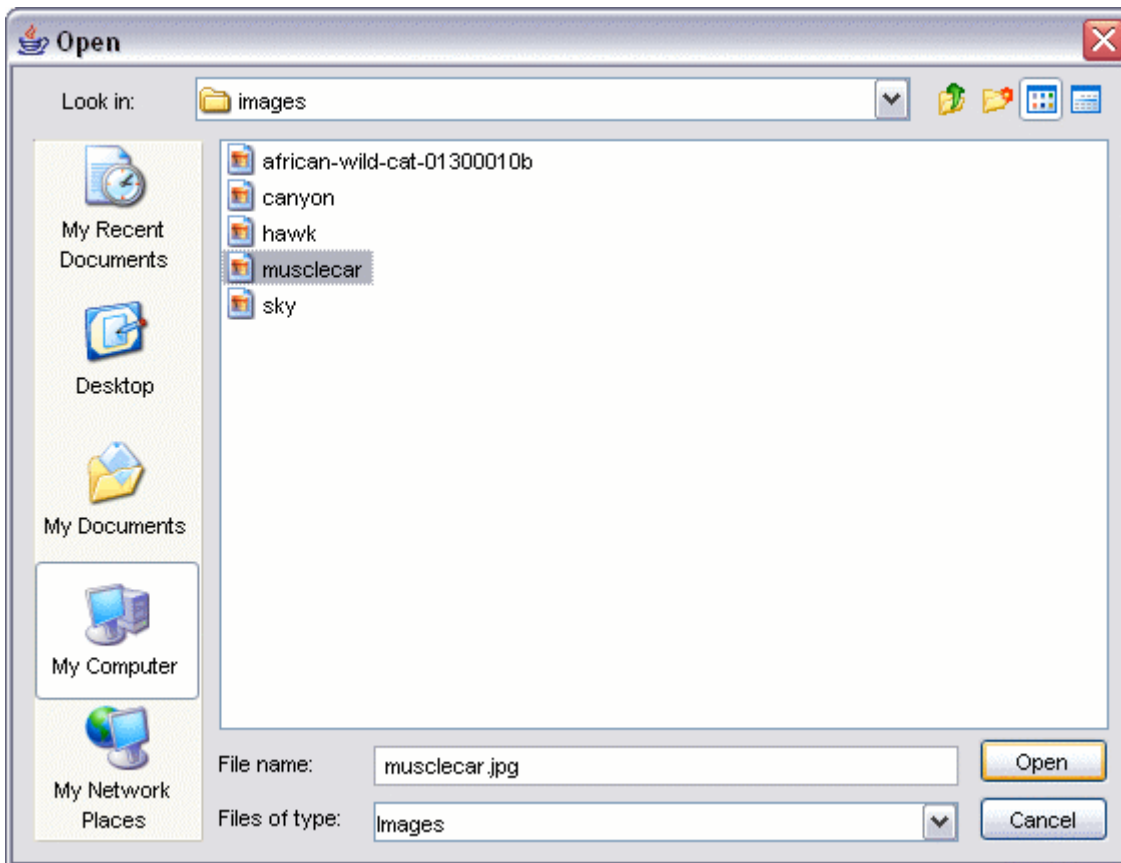 Open
Look in:
images
My Recent
Documents
Desktop
My Documents
My Computer
My Network
Places
african-wild-cat-01300010b
canyon
hawk
musclecar
sky
File name:
musclecar.jpg
Open
Files of type:
Images
Cancel